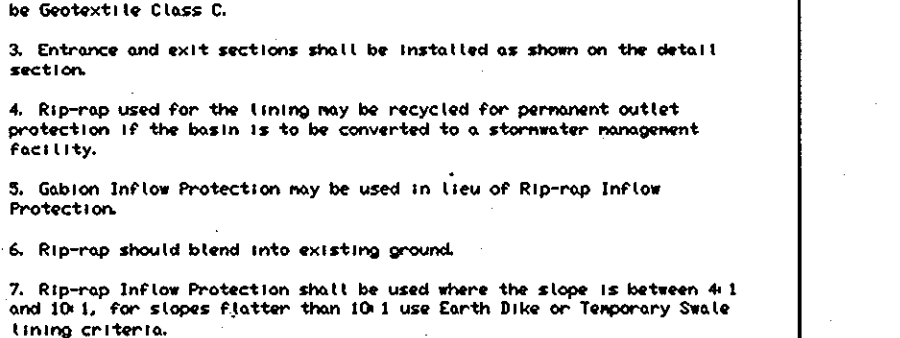 be Geotextile Class C.
3. Entrance and exit sections shall be installed as shown on the detail
section.
4. Rip-rap used for the lining may be recycled for permanent outlet
protection if the basin is to be converted to a stormwater management
facility.
5. Gabion Inflow Protection may be used in lieu of Rip-rap Inflow
Protection.
6. Rip-rap should blend into existing ground.
7. Rip-rap Inflow Protection shall be used where the slope is between 4:1
and 10:1, for slopes flatter than 10:1 use Earth Dike or Temporary Swale
lining criteria.